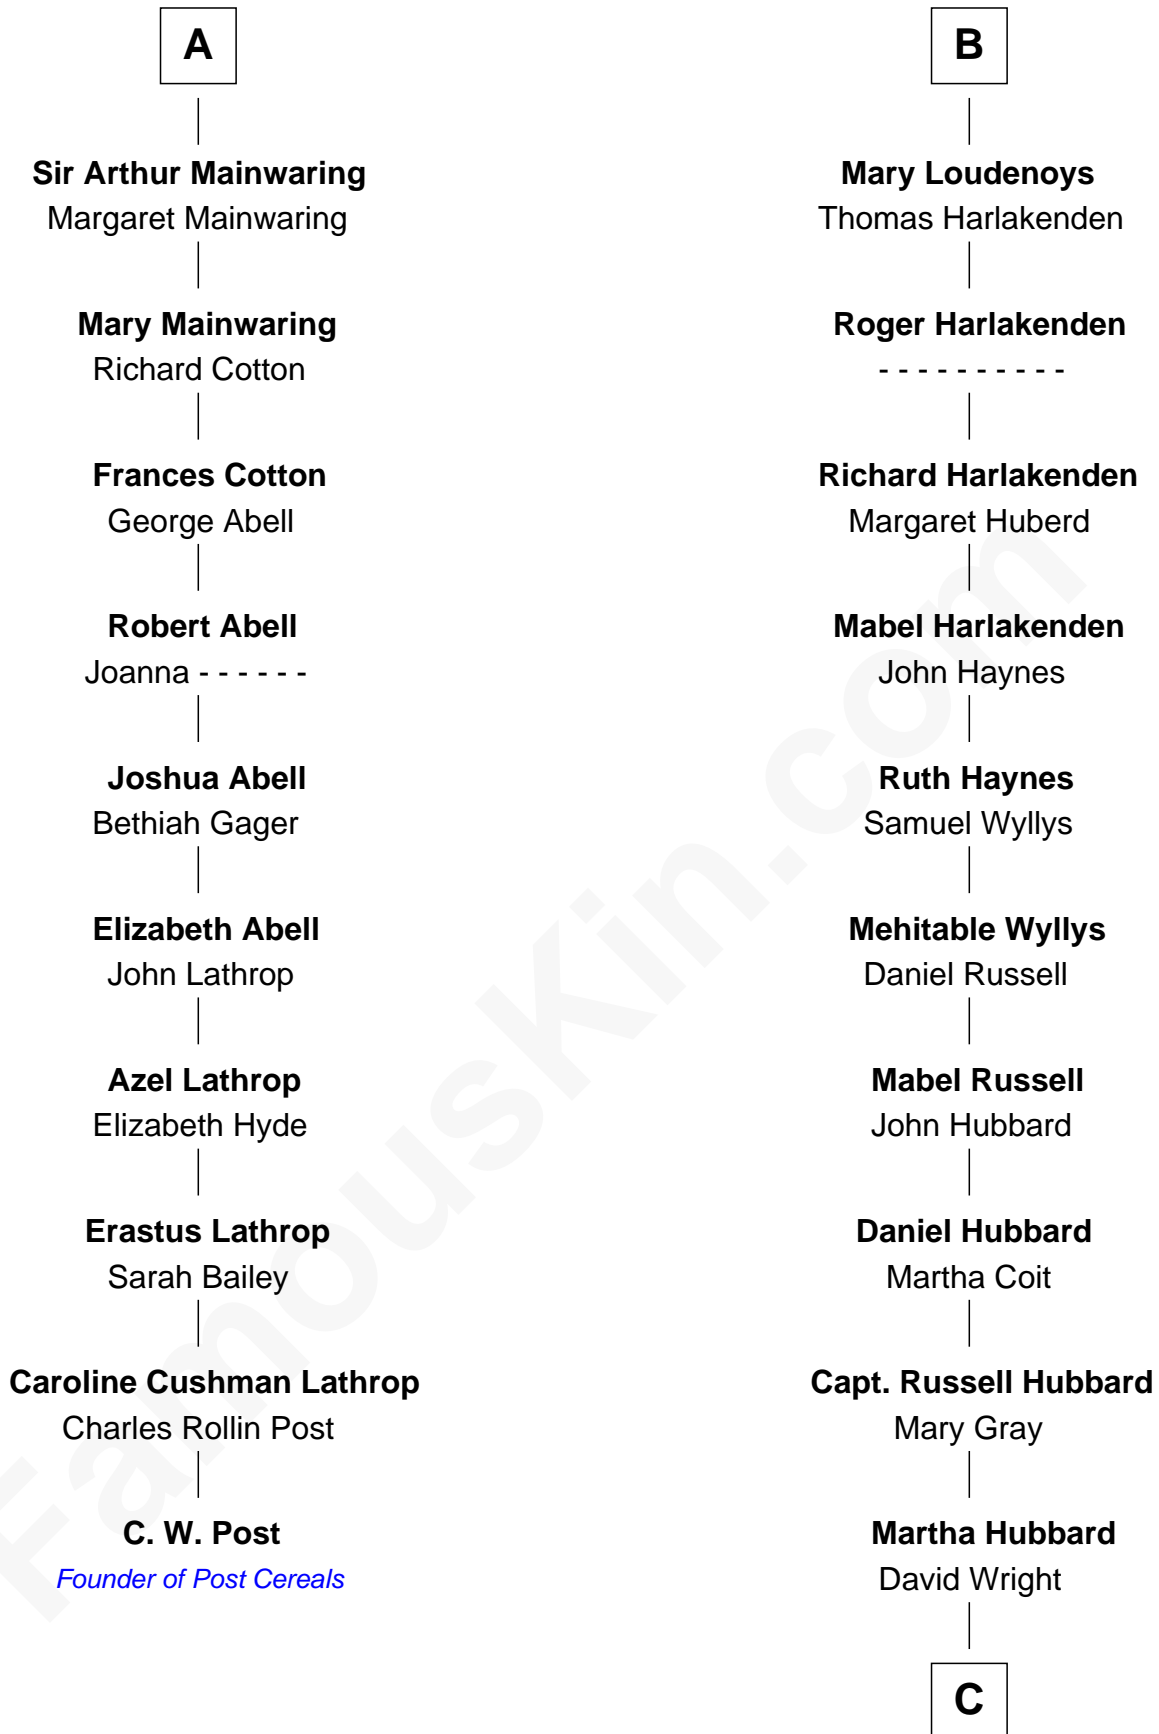 A
Sir Arthur Mainwaring
Margaret Mainwaring
Mary Mainwaring
Richard Cotton
Frances Cotton
George Abell
Robert Abell
Joanna - - - - - -
Joshua Abell
Bethiah Gager
Elizabeth Abell
John Lathrop
Azel Lathrop
Elizabeth Hyde
Erastus Lathrop
Sarah Bailey
Caroline Cushman Lathrop
Charles Rollin Post
C. W. Post
Founder of Post Cereals
B
Mary Loudenoys
Thomas Harlakenden
Roger Harlakenden
- - - - - - - - - -
Richard Harlakenden
Margaret Huberd
Mabel Harlakenden
John Haynes
Ruth Haynes
Samuel Wyllys
Mehitable Wyllys
Daniel Russell
Mabel Russell
John Hubbard
Daniel Hubbard
Martha Coit
Capt. Russell Hubbard
Mary Gray
Martha Hubbard
David Wright
C
FamousKin.com